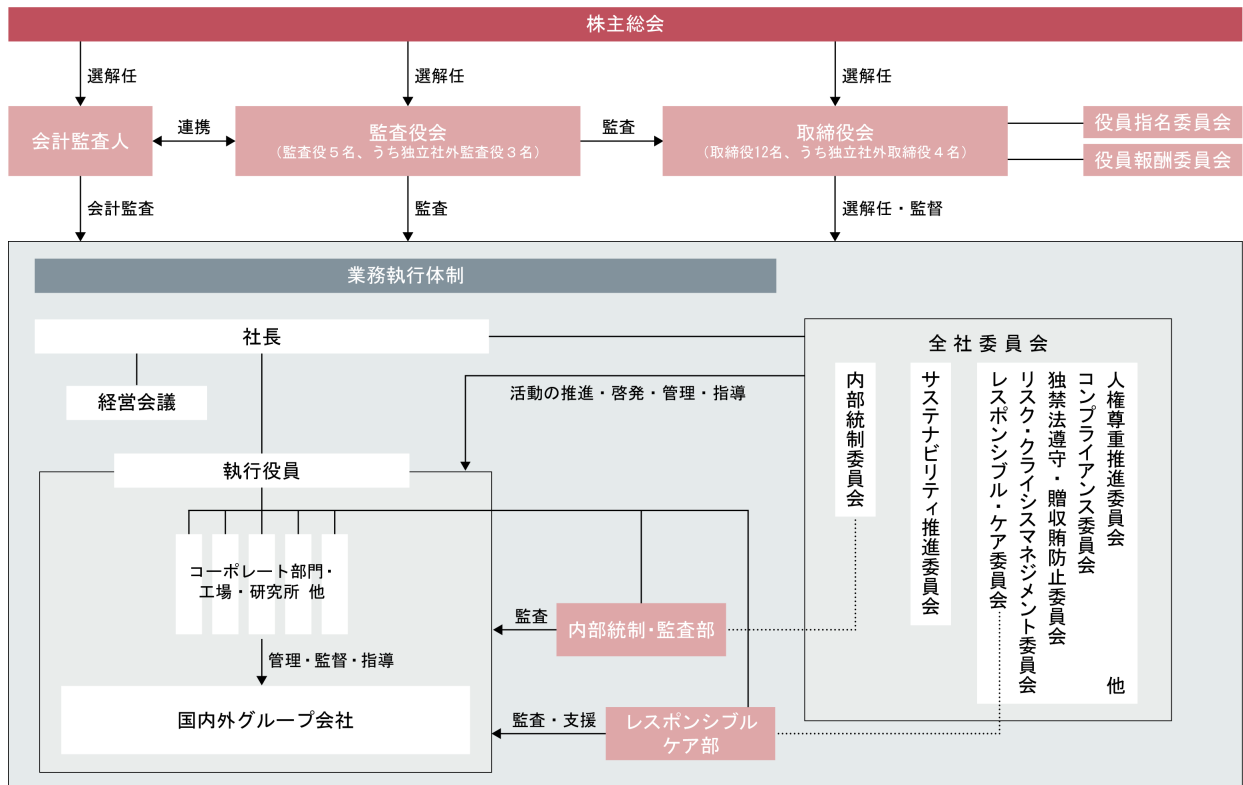 株主総会
選解任
選解任
選解任
会計監査人
連携
監査役会
(監査役5名、うち独立社外監査役3名)
監査
取締役会
(取締役12名、うち独立社外取締役4名)
役員指名委員会
役員報酬委員会
会計監査
監査
選解任・監督
業務執行体制
社長
経営会議
全社委員会
活動の推進・啓発・管理・指導
内部統制委員会
サステナビリティ推進委員会
人権尊重推進委員会 他
コンプライアンス委員会
独禁法遵守・贈収賄防止委員会
リスク・クライシスマネジメント委員会
レスポンシブル・ケア委員会
執行役員
コーポレート部門・
工場・研究所 他
監査
内部統制・監査部
管理・監督・指導
国内外グループ会社
監査・支援
レスポンシブル
ケア部